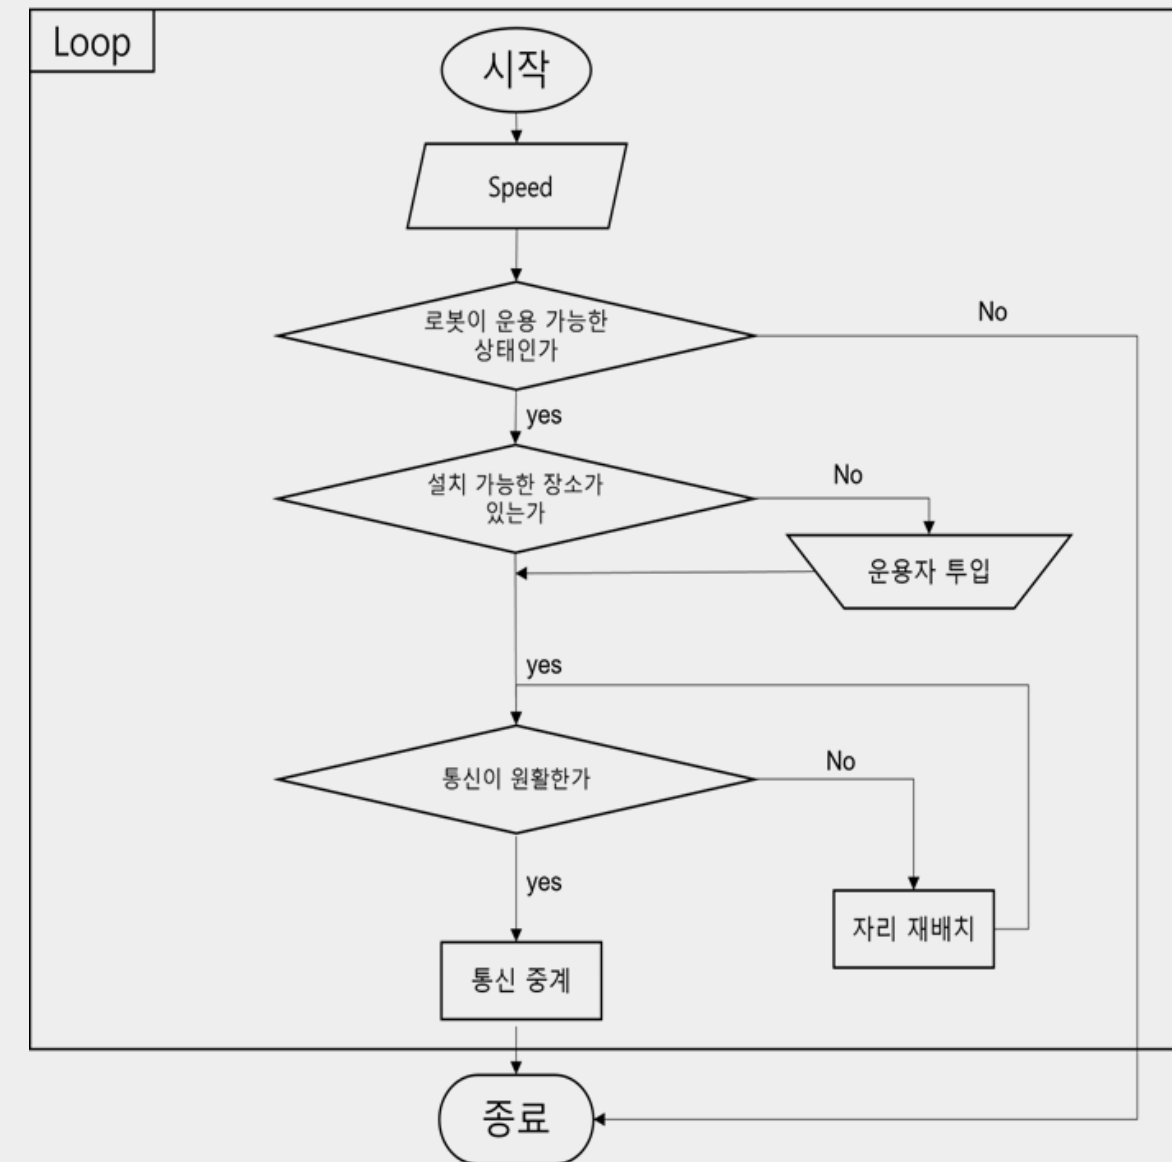 Loop
시작
Speed
로봇이 운용 가능한
상태인가
No
yes
설치 가능한 장소가
있는가
No
운용자 투입
yes
통신이 원활한가
No
yes
자리 재배치
통신 중계
종료